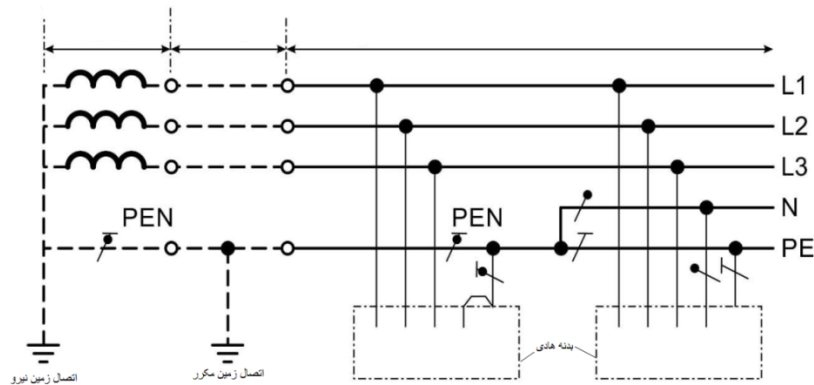 L1
L2
L3
PEN
PEN
N
PE
بدنه هادی
اتصال زمین نیرو
اتصال زمین مکرر